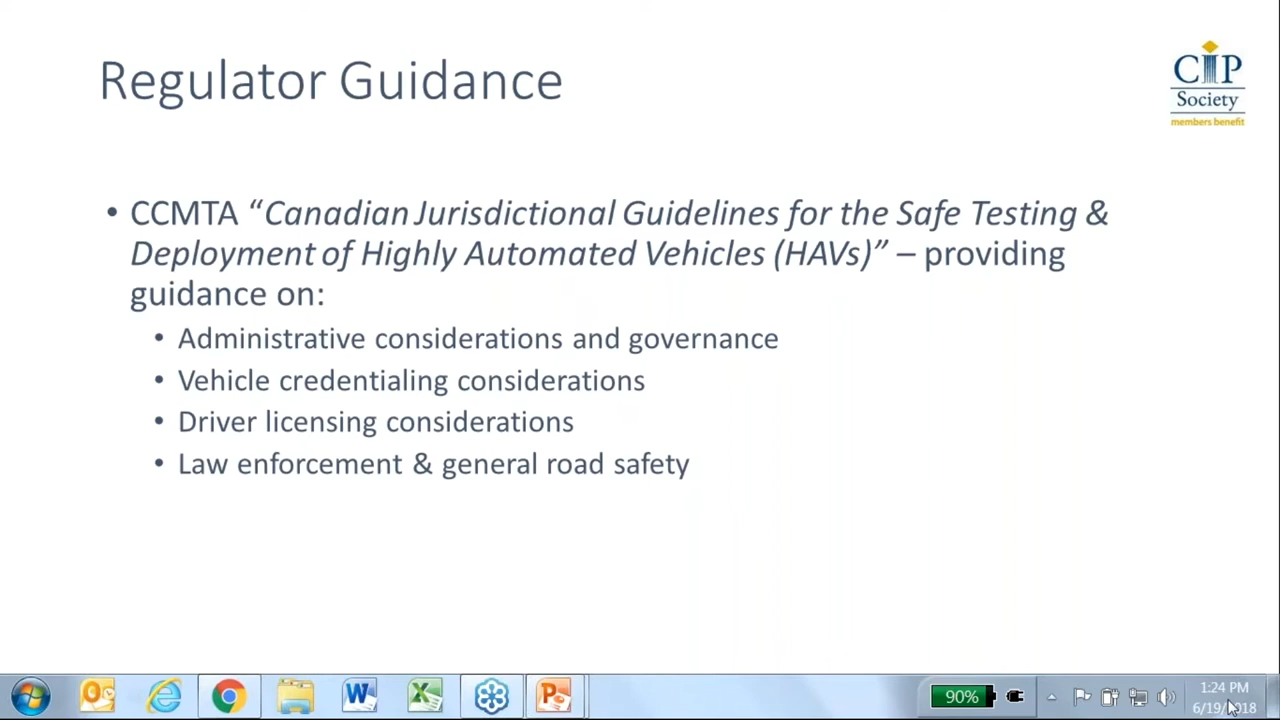 Regulator Guidance
CIP
Society
members benefit
• CCMTA “Canadian Jurisdictional Guidelines for the Safe Testing &
Deployment of Highly Automated Vehicles (HAVs)” – providing
guidance on:
• Administrative considerations and governance
• Vehicle credentialing considerations
• Driver licensing considerations
• Law enforcement & general road safety
90%
1:24 PM
6/19/2018